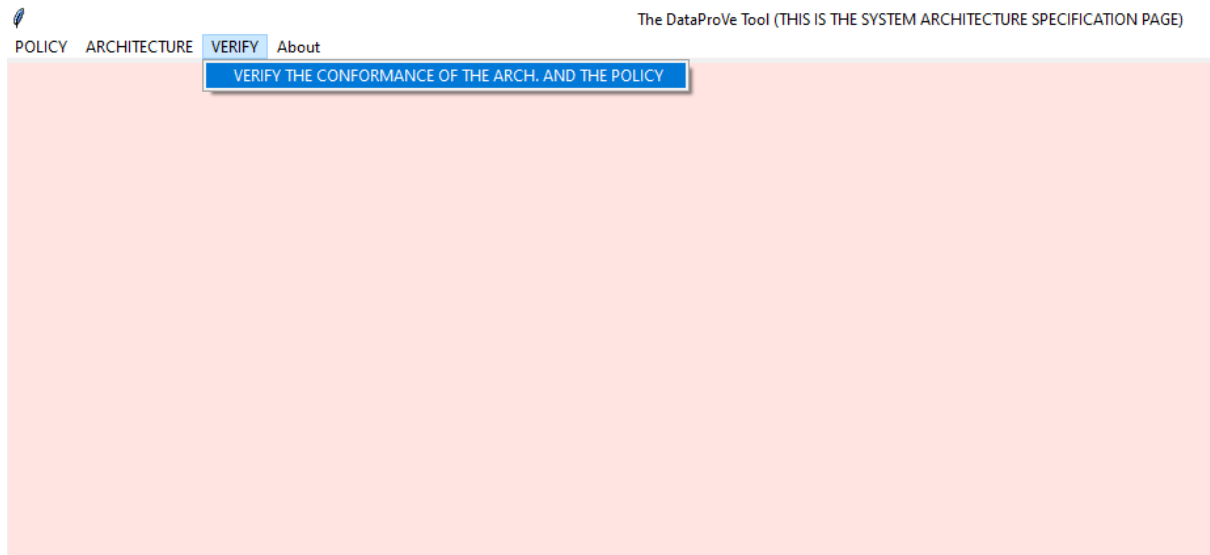 The DataProVe Tool (THIS IS THE SYSTEM ARCHITECTURE SPECIFICATION PAGE)
POLICY ARCHITECTURE VERIFY About
VERIFY THE CONFORMANCE OF THE ARCH. AND THE POLICY